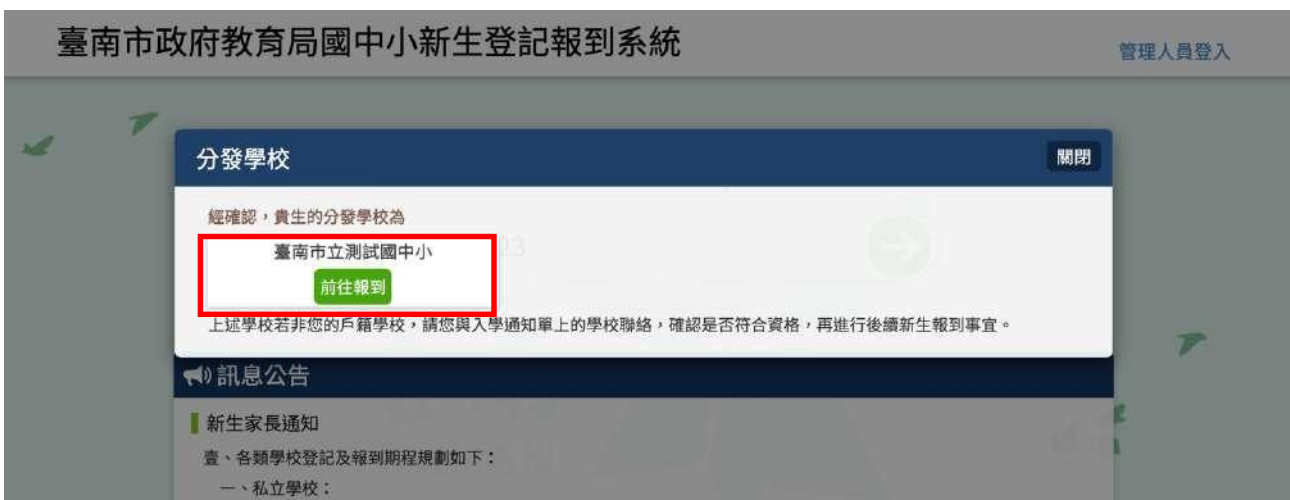 臺南市政府教育局國中小新生登記報到系統
管理人員登入
分發學校
關閉
經確認，貴生的分發學校為
臺南市立測試國中小
23
前往報到
上述學校若非您的戶籍學校，請您與入學通知單上的學校聯絡，確認是否符合資格，再進行後續新生報到事宜。
訊息公告
新生家長通知
壹、各類學校登記及報到期程規劃如下：
一、私立學校：